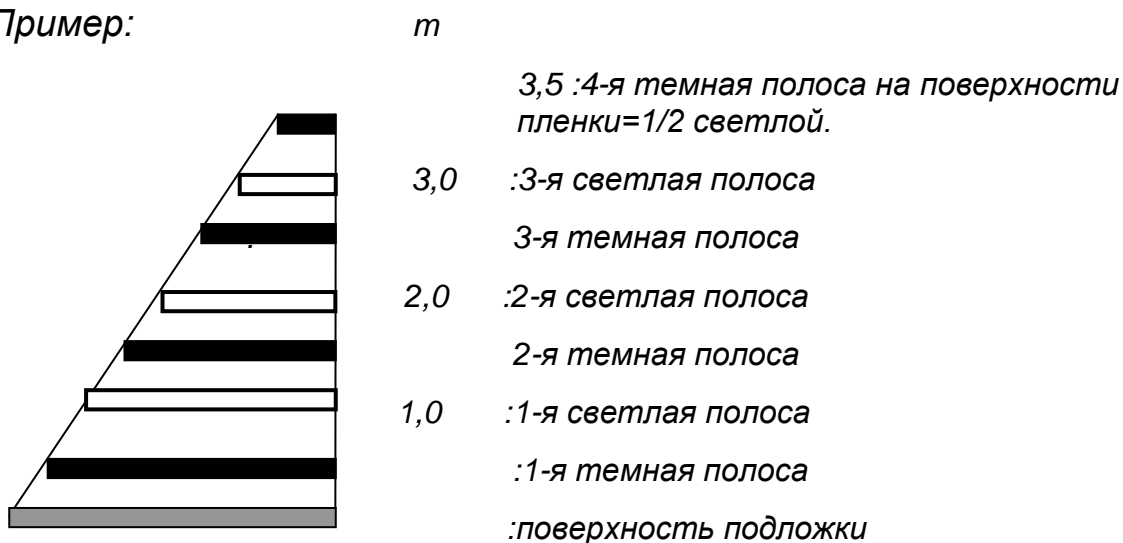 Пример: m
3,5 :4-я темная полоса на поверхности
пленки=1/2 светлой.
3,0 :3-я светлая полоса
3-я темная полоса
2,0 :2-я светлая полоса
2-я темная полоса
1,0 :1-я светлая полоса
:1-я темная полоса
:поверхность подложки